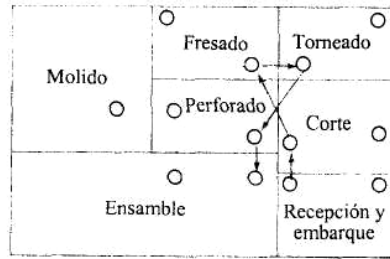 Fresado
Torneado
Molido
Perforado
Corte
Ensamble
Recepción y
embarque